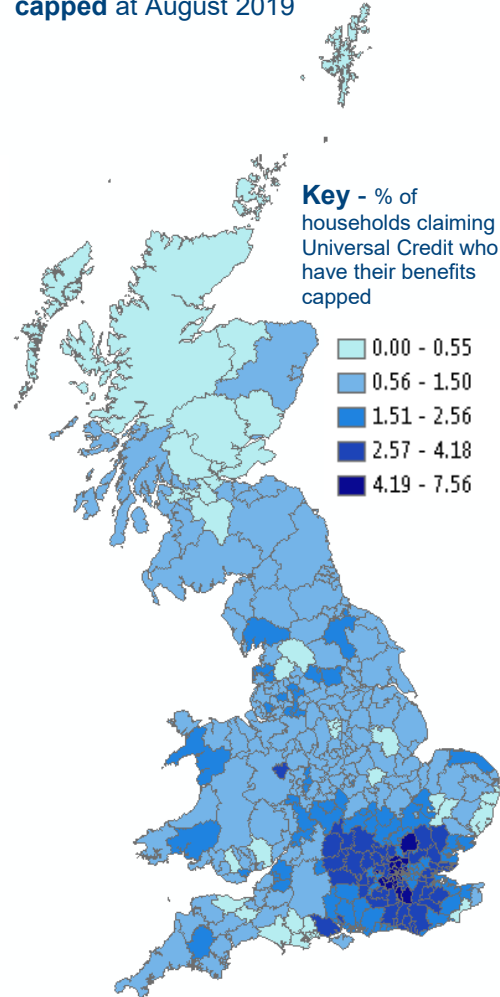 capped at August 2019
Key - % of
households claiming
Universal Credit who
have their benefits
capped
0.00 - 0.55
0.56 - 1.50
1.51 - 2.56
2.57 - 4.18
4.19 - 7.56